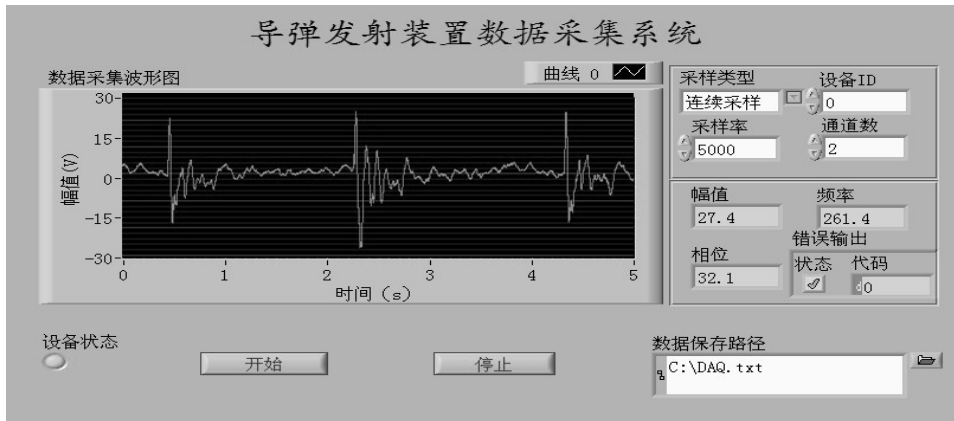 导弹发射装置数据采集系统
数据采集波形图
曲线 0
30
15
0
-15
-30
幅值(V)
0 1 2 3 4 5
时间 (s)
采样类型
设备ID
连续采样
0
采样率
通道数
5000
2
幅值
频率
27.4
261.4
相位
错误输出
32.1
状态
代码
d0
设备状态
开始
停止
数据保存路径
C:\DAQ.txt